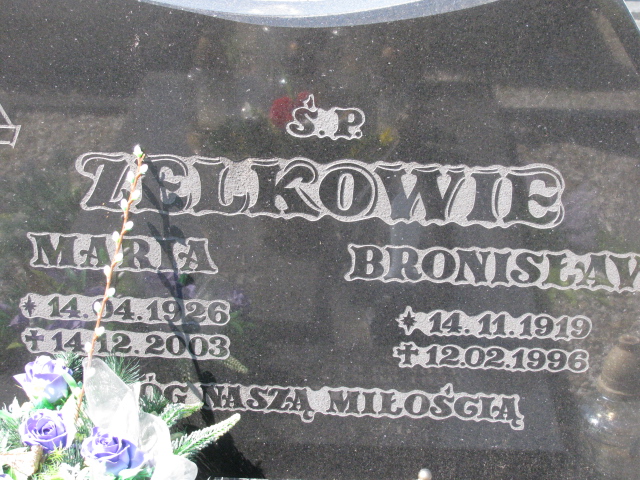 Ś.P.
ZELKOWIE
MARIA BRONISŁAW
* 14.04.1926 * 14.11.1919
✝ 14.12.2003 ✝ 12.02.1996
NASZĄ MIŁOŚCIĄ